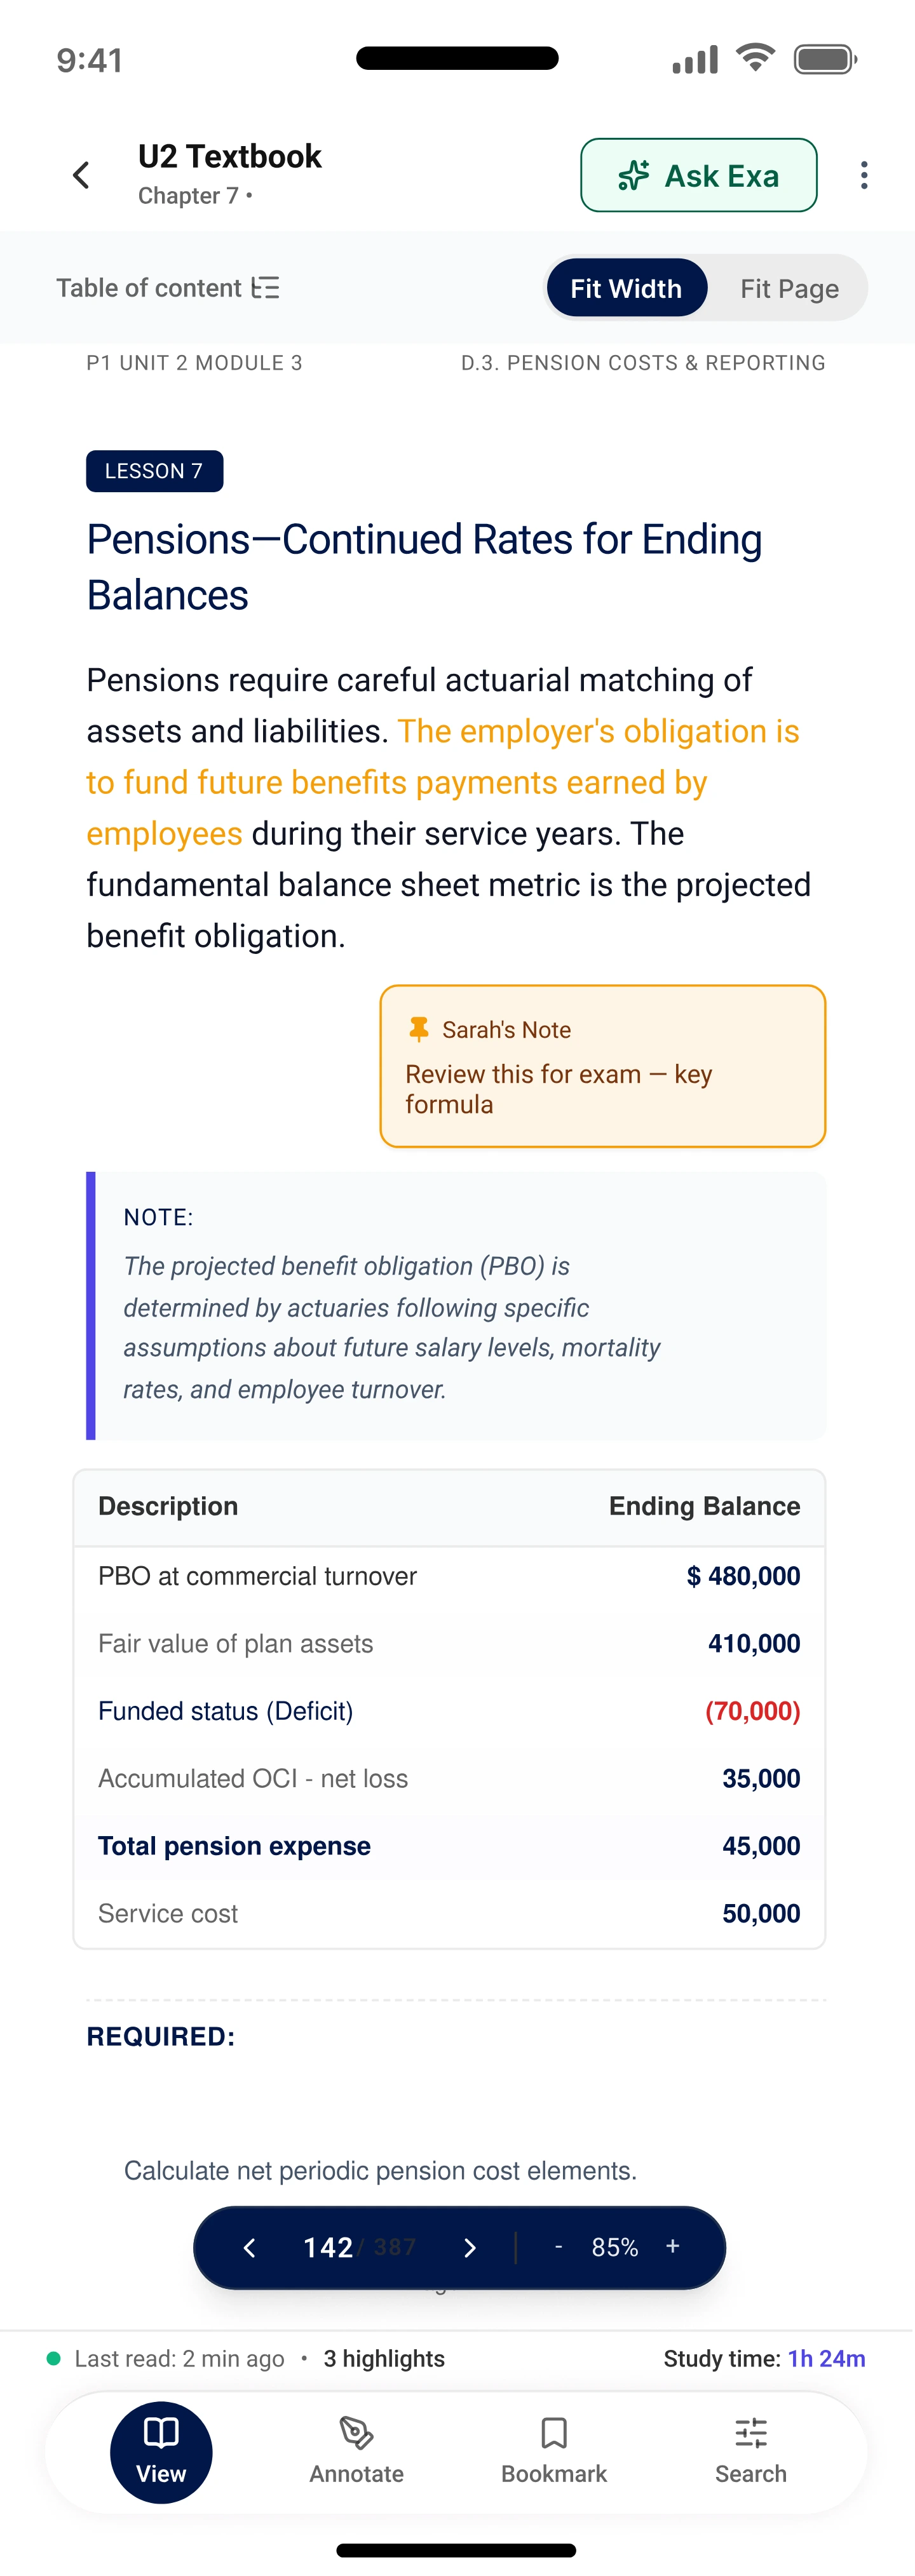 9:41
U2 Textbook
Chapter 7 •
Ask Exa
Table of content
Fit Width
Fit Page
P1 UNIT 2 MODULE 3
D.3. PENSION COSTS & REPORTING
LESSON 7
Pensions—Continued Rates for Ending
Balances
Pensions require careful actuarial matching of
assets and liabilities. The employer's obligation is
to fund future benefits payments earned by
employees during their service years. The
fundamental balance sheet metric is the projected
benefit obligation.
Sarah's Note
Review this for exam — key
formula
NOTE:
The projected benefit obligation (PBO) is
determined by actuaries following specific
assumptions about future salary levels, mortality
rates, and employee turnover.
Description Ending Balance
PBO at commercial turnover $ 480,000
Fair value of plan assets 410,000
Funded status (Deficit) (70,000)
Accumulated OCI - net loss 35,000
Total pension expense 45,000
Service cost 50,000
REQUIRED:
Calculate net periodic pension cost elements.
142 / 387 - 85% +
Last read: 2 min ago • 3 highlights
Study time: 1h 24m
View
Annotate
Bookmark
Search